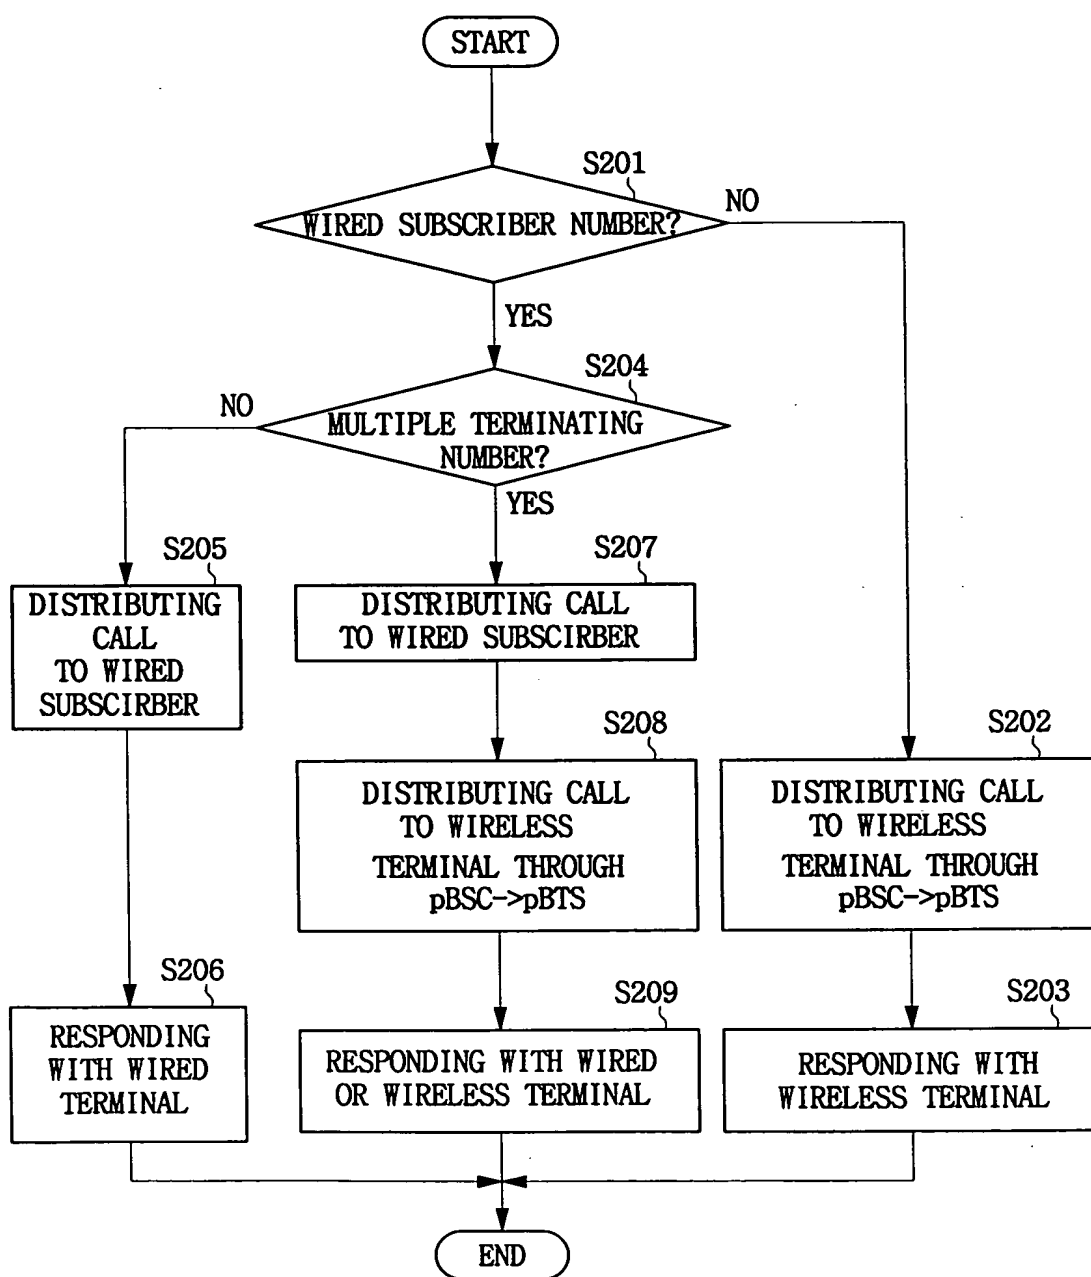 START
S201
WIRED SUBSCRIBER NUMBER?
NO
YES
S204
NO
MULTIPLE TERMINATING
NUMBER?
YES
S205
DISTRIBUTING
CALL
TO WIRED
SUBSCIRBER
S207
DISTRIBUTING CALL
TO WIRED SUBSCIRBER
S208
DISTRIBUTING CALL
TO WIRELESS
TERMINAL THROUGH
pBSC->pBTS
S202
DISTRIBUTING CALL
TO WIRELESS
TERMINAL THROUGH
pBSC->pBTS
S206
RESPONDING
WITH WIRED
TERMINAL
S209
RESPONDING WITH WIRED
OR WIRELESS TERMINAL
S203
RESPONDING WITH
WIRELESS TERMINAL
END